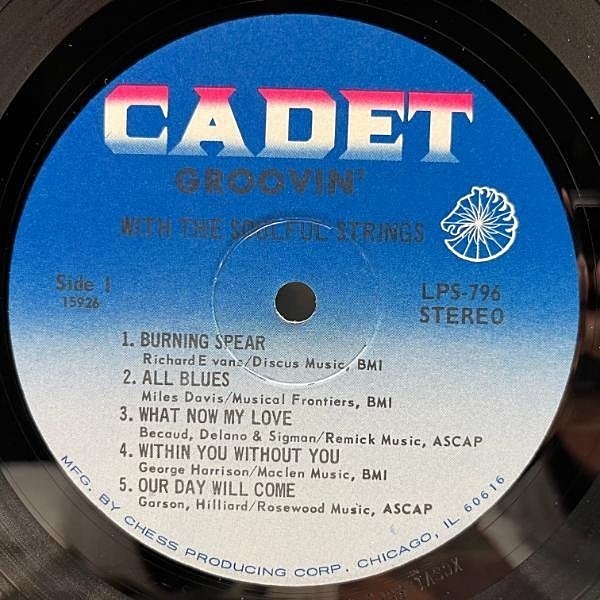 CADET
GROOVIN'
WITH THE SOULFUL STRINGS
Side 1
15926
LPS-796
STEREO
1. BURNING SPEAR
Richard Evans/Discus Music, BMI
2. ALL BLUES
Miles Davis/Musical Frontiers, BMI
3. WHAT NOW MY LOVE
Becaud, Delano & Sigman/Remick Music, ASCAP
4. WITHIN YOU WITHOUT YOU
George Harrison/Maclen Music, BMI
5. OUR DAY WILL COME
Garson, Hilliard/Rosewood Music, ASCAP
MFG. BY CHESS PRODUCING CORP. CHICAGO, IL 60616